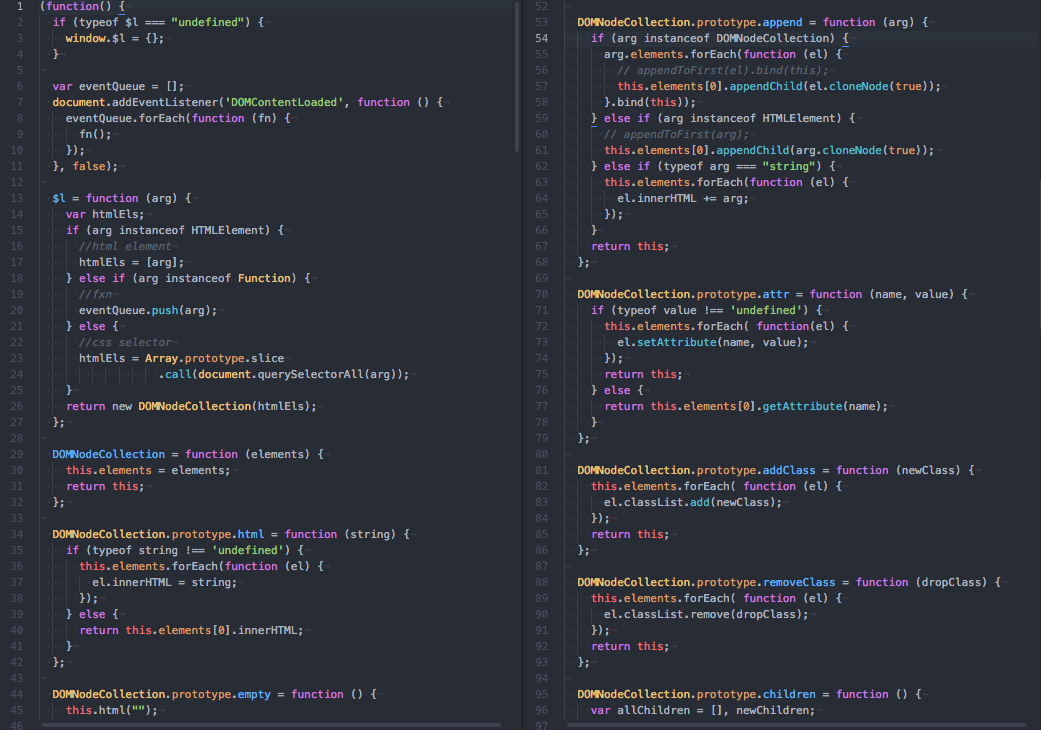 1 (function() {
2 if (typeof $l === "undefined") {
3 window.$l = {};
4 }
5
6 var eventQueue = [];
7 document.addEventListener('DOMContentLoaded', function () {
8 eventQueue.forEach(function (fn) {
9 fn();
10 });
11 }, false);
12
13 $l = function (arg) {
14 var htmlEls;
15 if (arg instanceof HTMLElement) {
16 //html element
17 htmlEls = [arg];
18 } else if (arg instanceof Function) {
19 //fxn
20 eventQueue.push(arg);
21 } else {
22 //css selector
23 htmlEls = Array.prototype.slice
24 .call(document.querySelectorAll(arg));
25 }
26 return new DOMNodeCollection(htmlEls);
27 };
28
29 DOMNodeCollection = function (elements) {
30 this.elements = elements;
31 return this;
32 };
33
34 DOMNodeCollection.prototype.html = function (string) {
35 if (typeof string !== 'undefined') {
36 this.elements.forEach(function (el) {
37 el.innerHTML = string;
38 });
39 } else {
40 return this.elements[0].innerHTML;
41 }
42 };
43
44 DOMNodeCollection.prototype.empty = function () {
45 this.html("");
46
52
53 DOMNodeCollection.prototype.append = function (arg) {
54 if (arg instanceof DOMNodeCollection) {
55 arg.elements.forEach(function (el) {
56 // appendToFirst(el).bind(this);
57 this.elements[0].appendChild(el.cloneNode(true));
58 }.bind(this));
59 } else if (arg instanceof HTMLElement) {
60 // appendToFirst(arg);
61 this.elements[0].appendChild(arg.cloneNode(true));
62 } else if (typeof arg === "string") {
63 this.elements.forEach(function (el) {
64 el.innerHTML += arg;
65 });
66 }
67 return this;
68 };
69
70 DOMNodeCollection.prototype.attr = function (name, value) {
71 if (typeof value !== 'undefined') {
72 this.elements.forEach( function(el) {
73 el.setAttribute(name, value);
74 });
75 return this;
76 } else {
77 return this.elements[0].getAttribute(name);
78 }
79 };
80
81 DOMNodeCollection.prototype.addClass = function (newClass) {
82 this.elements.forEach( function (el) {
83 el.classList.add(newClass);
84 });
85 return this;
86 };
87
88 DOMNodeCollection.prototype.removeClass = function (dropClass) {
89 this.elements.forEach( function (el) {
90 el.classList.remove(dropClass);
91 });
92 return this;
93 };
94
95 DOMNodeCollection.prototype.children = function () {
96 var allChildren = [], newChildren;
97